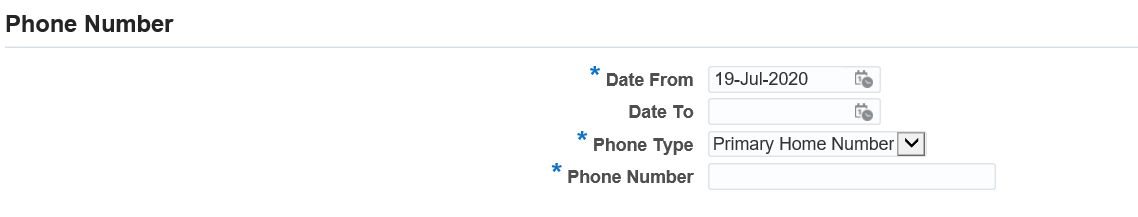 Phone Number
* Date From 19-Jul-2020
Date To
* Phone Type Primary Home Number
* Phone Number